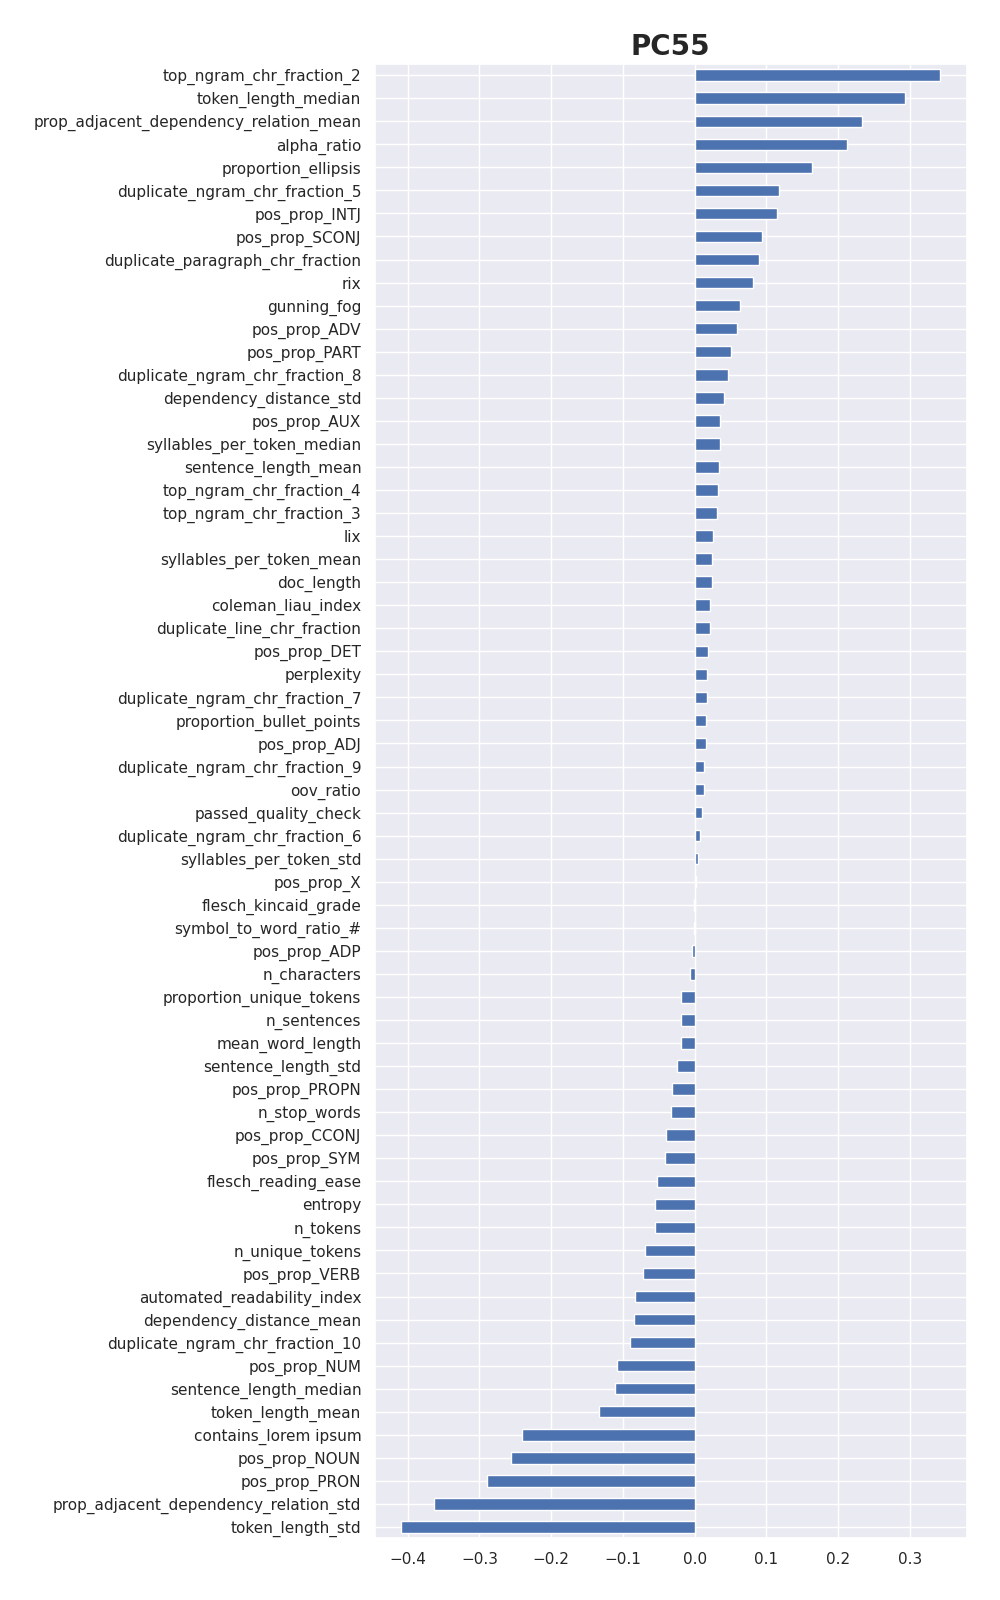 PC55
top_ngram_chr_fraction_2
token_length_median
prop_adjacent_dependency_relation_mean
alpha_ratio
proportion_ellipsis
duplicate_ngram_chr_fraction_5
pos_prop_INTJ
pos_prop_SCONJ
duplicate_paragraph_chr_fraction
rix
gunning_fog
pos_prop_ADV
pos_prop_PART
duplicate_ngram_chr_fraction_8
dependency_distance_std
pos_prop_AUX
syllables_per_token_median
sentence_length_mean
top_ngram_chr_fraction_4
top_ngram_chr_fraction_3
lix
syllables_per_token_mean
doc_length
coleman_liau_index
duplicate_line_chr_fraction
pos_prop_DET
perplexity
duplicate_ngram_chr_fraction_7
proportion_bullet_points
pos_prop_ADJ
duplicate_ngram_chr_fraction_9
oov_ratio
passed_quality_check
duplicate_ngram_chr_fraction_6
syllables_per_token_std
pos_prop_X
flesch_kincaid_grade
symbol_to_word_ratio_#
pos_prop_ADP
n_characters
proportion_unique_tokens
n_sentences
mean_word_length
sentence_length_std
pos_prop_PROPN
n_stop_words
pos_prop_CCONJ
pos_prop_SYM
flesch_reading_ease
entropy
n_tokens
n_unique_tokens
pos_prop_VERB
automated_readability_index
dependency_distance_mean
duplicate_ngram_chr_fraction_10
pos_prop_NUM
sentence_length_median
token_length_mean
contains_lorem ipsum
pos_prop_NOUN
pos_prop_PRON
prop_adjacent_dependency_relation_std
token_length_std
−0.4 −0.3 −0.2 −0.1 0.0 0.1 0.2 0.3